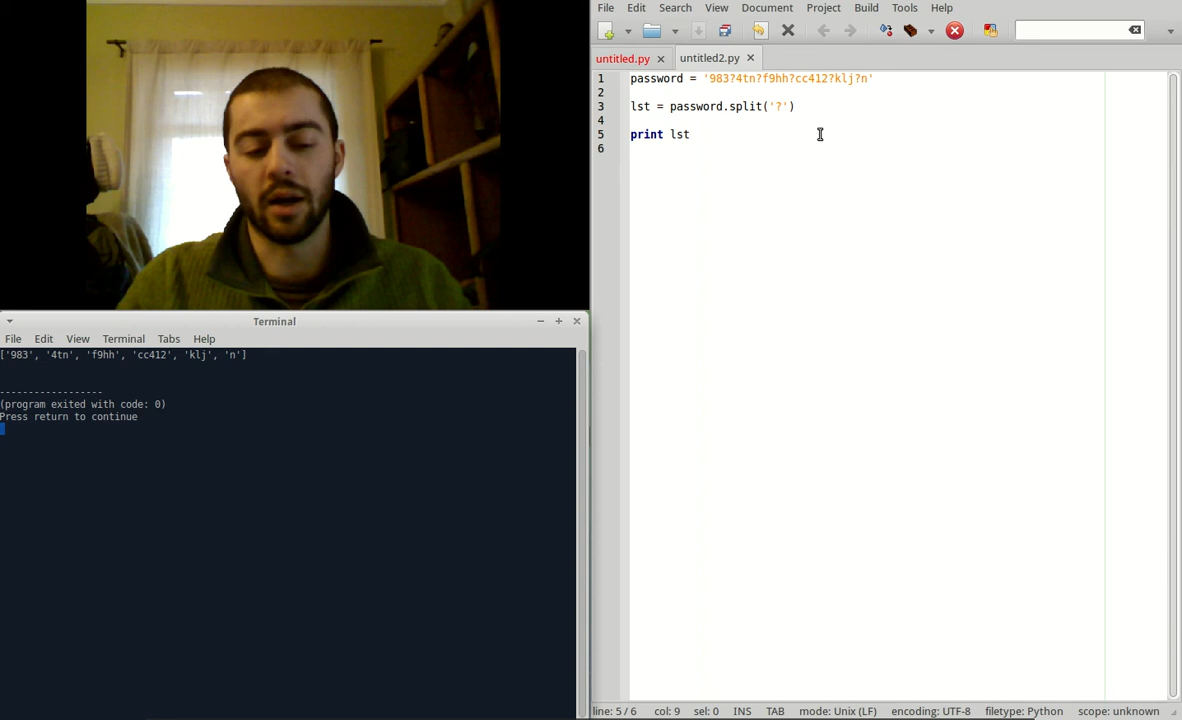 File Edit Search View Document Project Build Tools Help
untitled.py untitled2.py
1 password = '983?4tn?f9hh?cc412?klj?n'
2
3 lst = password.split('?')
4
5 print lst
6
Terminal
File Edit View Terminal Tabs Help
['983', '4tn', 'f9hh', 'cc412', 'klj', 'n']
------------------
(program exited with code: 0)
Press return to continue
line: 5 / 6 col: 9 sel: 0 INS TAB mode: Unix (LF) encoding: UTF-8 filetype: Python scope: unknown